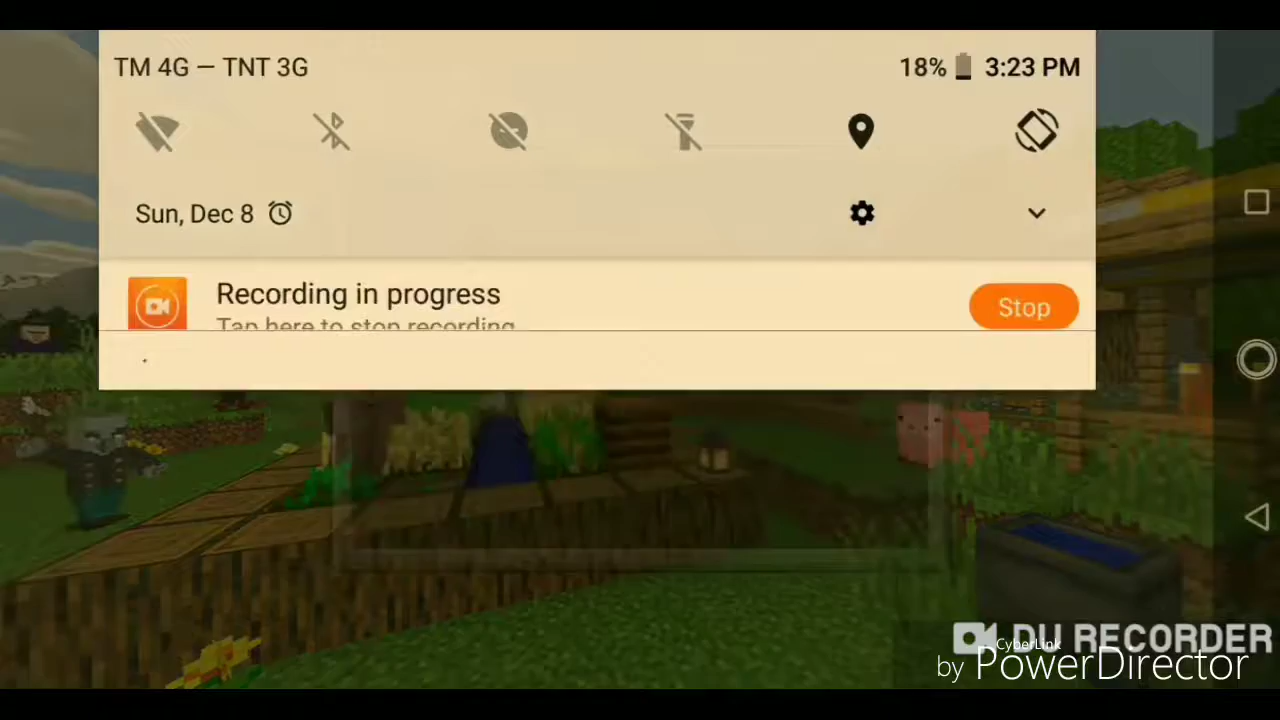 TM 4G — TNT 3G
18%
3:23 PM
Sun, Dec 8
Recording in progress
Stop
Tap here to stop recording
DU RECORDER
CyberLink
by PowerDirector